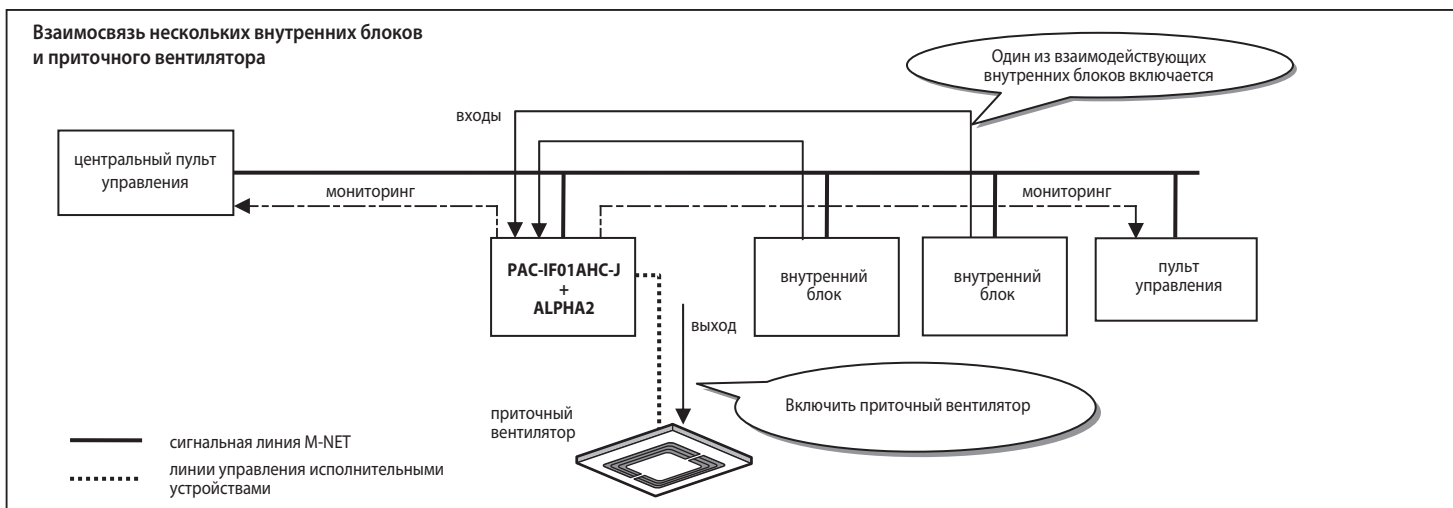 Взаимосвязь нескольких внутренних блоков
и приточного вентилятора
Один из взаимодействующих
внутренних блоков включается
входы
центральный пульт
управления
мониторинг
мониторинг
PAC-IF01AHC-J
+
ALPHA2
внутренний
блок
внутренний
блок
пульт
управления
выход
Включить приточный вентилятор
приточный
вентилятор
сигнальная линия M-NET
линии управления исполнительными
устройствами